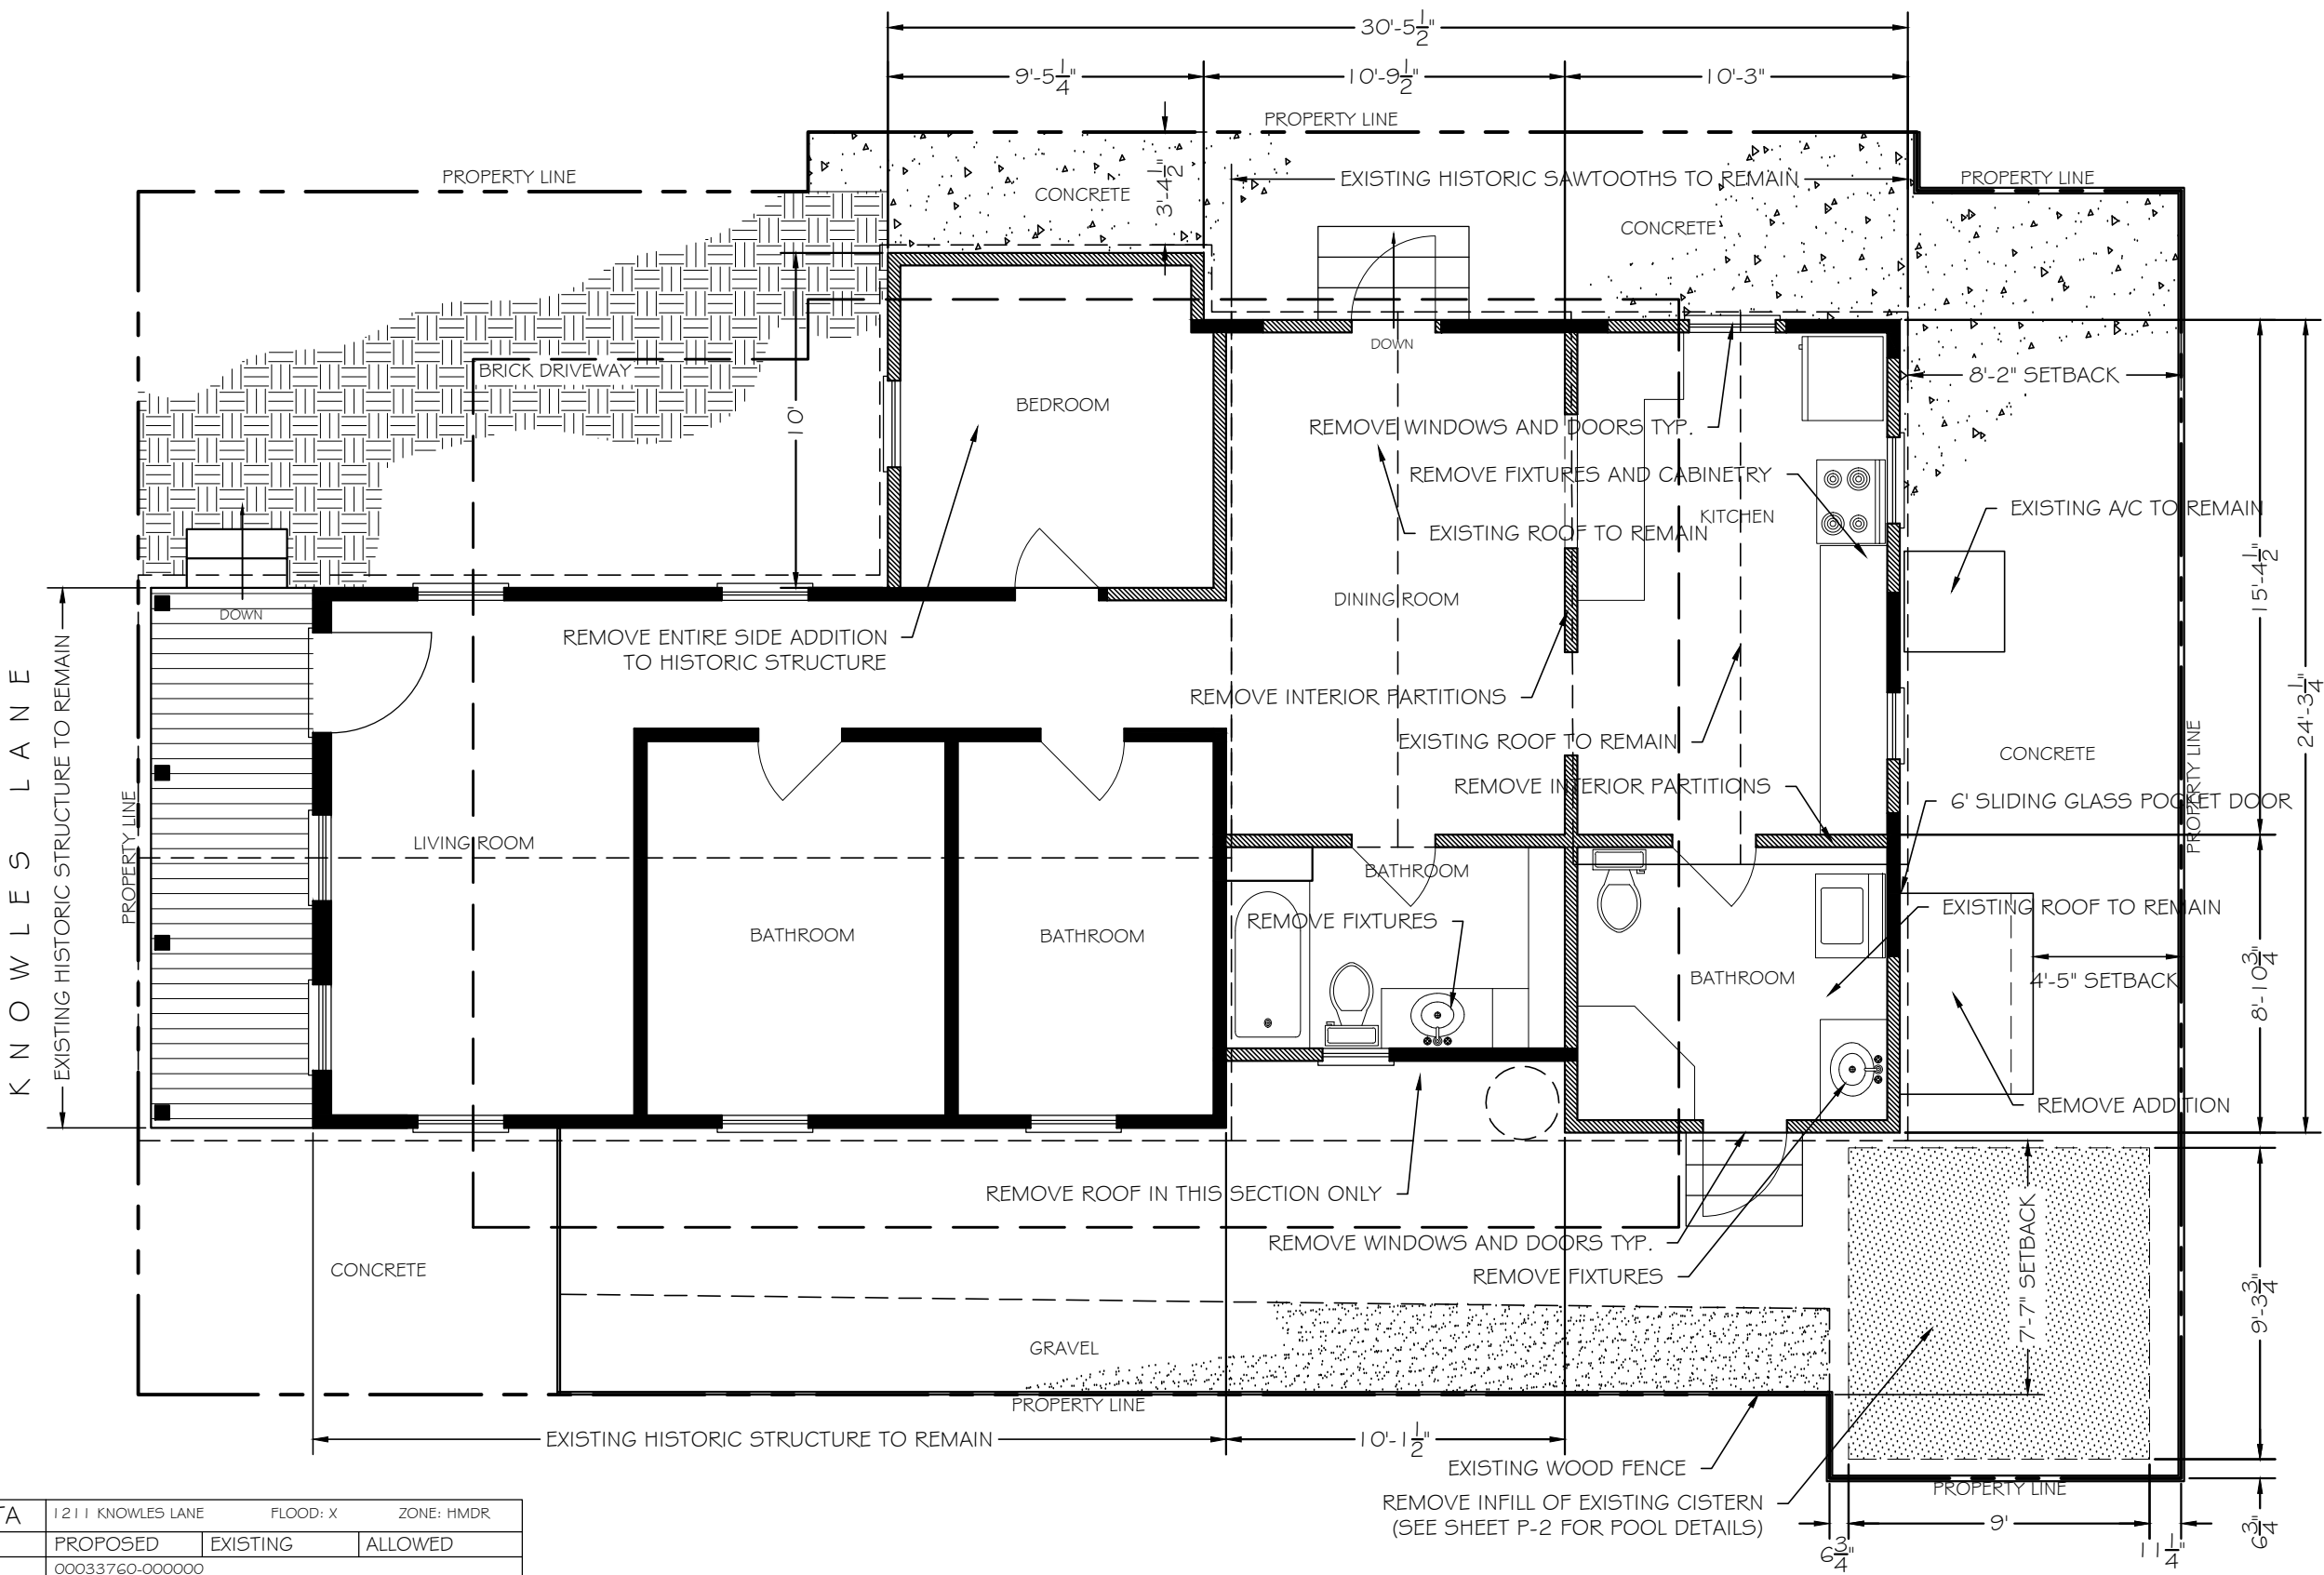 30'-5 1/2"
9'-5 1/4"
10'-9 1/2"
10'-3"
PROPERTY LINE
PROPERTY LINE
EXISTING HISTORIC SAWTOOTHS TO REMAIN
PROPERTY LINE
CONCRETE
3'-4 1/2"
CONCRETE
DOWN
BRICK DRIVEWAY
8'-2" SETBACK
BEDROOM
10'
REMOVE WINDOWS AND DOORS TYP.
REMOVE FIXTURES AND CABINETRY
KITCHEN
EXISTING A/C TO REMAIN
EXISTING ROOF TO REMAIN
15'-4 1/2"
DINING ROOM
DOWN
REMOVE ENTIRE SIDE ADDITION
TO HISTORIC STRUCTURE
REMOVE INTERIOR PARTITIONS
24'-3 1/4"
EXISTING ROOF TO REMAIN
CONCRETE
PROPERTY LINE
REMOVE INTERIOR PARTITIONS
6' SLIDING GLASS POCKET DOOR
KNOWLES LANE
EXISTING HISTORIC STRUCTURE TO REMAIN
PROPERTY LINE
LIVING ROOM
BATHROOM
REMOVE FIXTURES
EXISTING ROOF TO REMAIN
BATHROOM
BATHROOM
BATHROOM
4'-5" SETBACK
8'-10 3/4"
REMOVE ADDITION
REMOVE ROOF IN THIS SECTION ONLY
7'-7" SETBACK
REMOVE WINDOWS AND DOORS TYP.
REMOVE FIXTURES
9'-3 3/4"
CONCRETE
GRAVEL
PROPERTY LINE
EXISTING HISTORIC STRUCTURE TO REMAIN
10'-1 1/2"
EXISTING WOOD FENCE
REMOVE INFILL OF EXISTING CISTERN
(SEE SHEET P-2 FOR POOL DETAILS)
PROPERTY LINE
6 3/4"
9'
11 1/4"
6 3/4"
TA
1211 KNOWLES LANE FLOOD: X ZONE: HMDR
PROPOSED EXISTING ALLOWED
00033760-000000